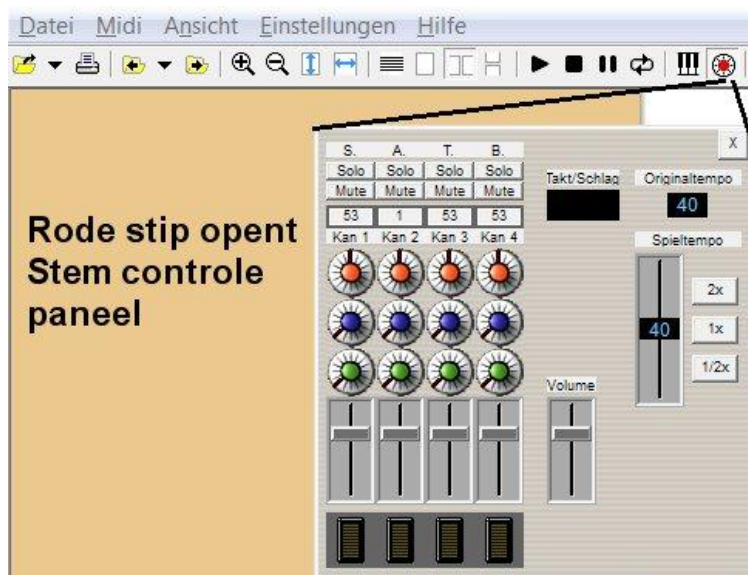 Datei Midi Ansicht Einstellungen Hilfe
X
S. A. T. B.
Solo Solo Solo Solo
Mute Mute Mute Mute
Takt/Schlag Originaltempo
53 1 53 53
40
Kan 1 Kan 2 Kan 3 Kan 4
Spieltempo
Rode stip opent
Stem controle
paneel
2x
40 1x
1/2x
Volume